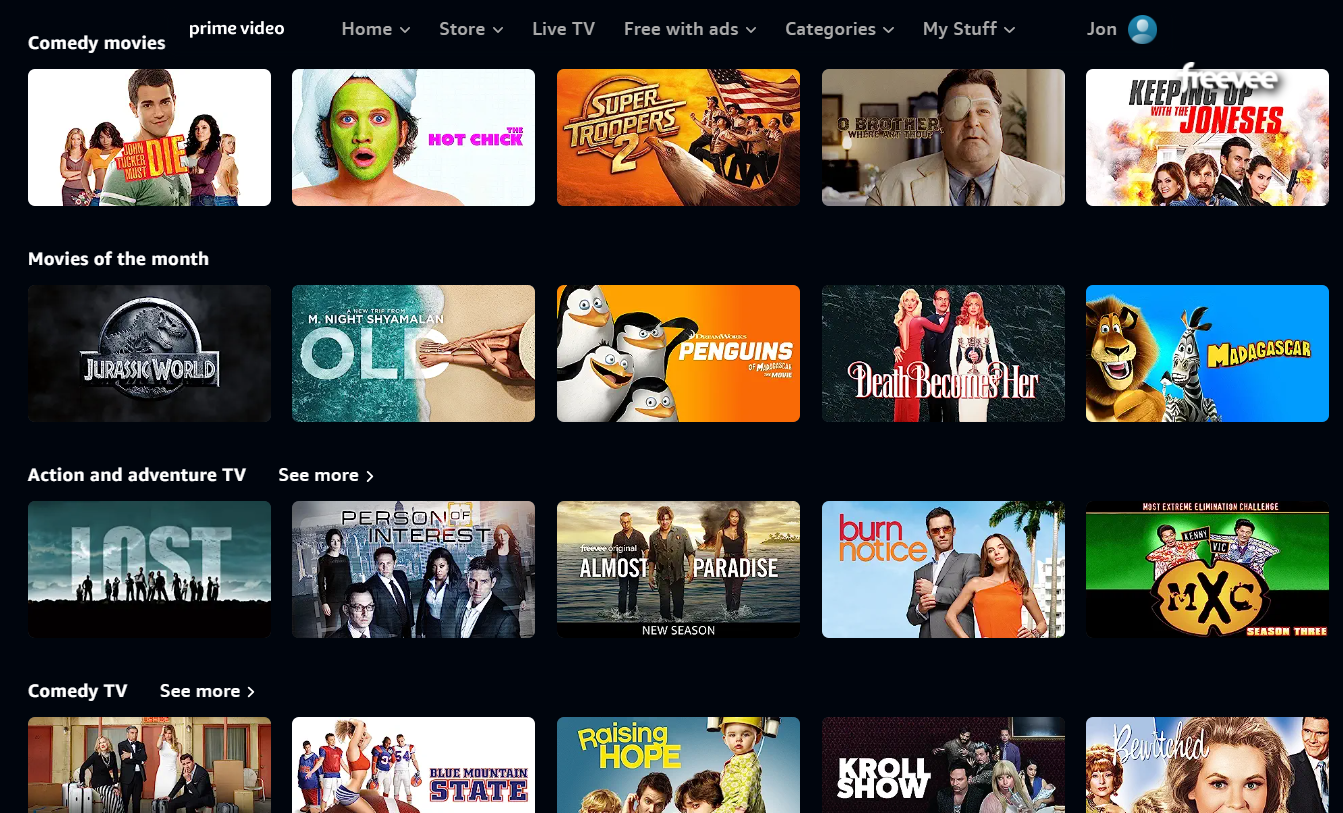 prime video
Home
Store
Live TV
Free with ads
Categories
My Stuff
Jon
Comedy movies
freevee
JOHN
TUCKER
MUST
DIE
THE
HOT CHICK
SUPER
TROOPERS
2
O BROTHER,
WHERE ART THOU?
KEEPING UP
WITH THE JONESES
Movies of the month
JURASSIC WORLD
A NEW TRIP FROM
M. NIGHT SHYAMALAN
OLD
DREAMWORKS
PENGUINS
OF MADAGASCAR
THE MOVIE
Death Becomes Her
MADAGASCAR
Action and adventure TV
See more
LOST
PERSON OF
INTEREST
freevee original
ALMOST PARADISE
NEW SEASON
burn
notice
MOST EXTREME ELIMINATION CHALLENGE
KENNY
VIC
MXC
SEASON THREE
Comedy TV
See more
BLUE MOUNTAIN
STATE
Raising
HOPE
KROLL
SHOW
Bewitched